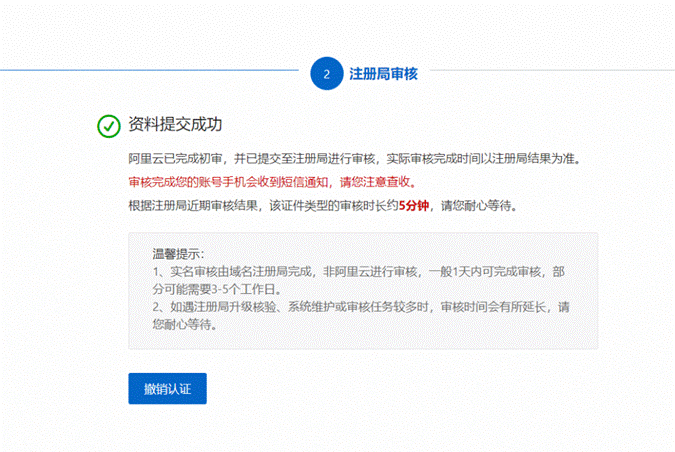 2 注册局审核
资料提交成功
阿里云已完成初审，并已提交至注册局进行审核，实际审核完成时间以注册局结果为准。
审核完成您的账号手机会收到短信通知，请您注意查收。
根据注册局近期审核结果，该证件类型的审核时长约5分钟，请您耐心等待。
温馨提示：
1、实名审核由域名注册局完成，非阿里云进行审核，一般1天内可完成审核，部
分可能需要3-5个工作日。
2、如遇注册局升级核验、系统维护或审核任务较多时，审核时间会有所延长，请
您耐心等待。
撤销认证